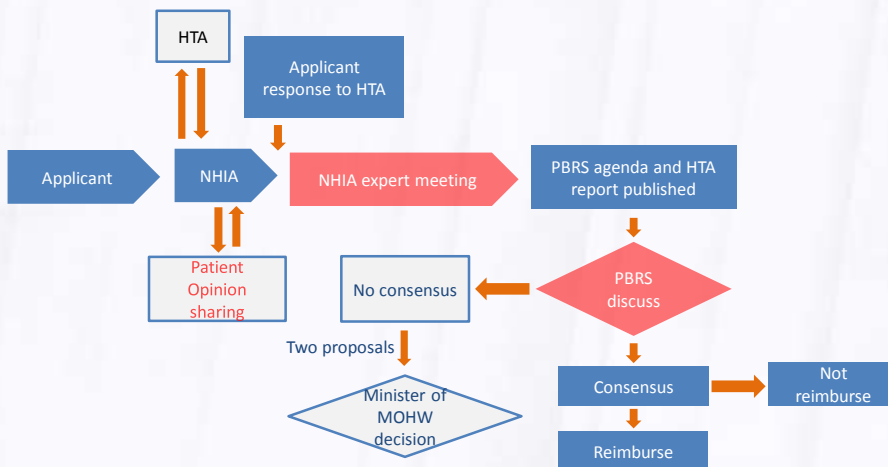 HTA
Applicant
response to HTA
Applicant
NHIA
NHIA expert meeting
PBRS agenda and HTA
report published
Patient
Opinion
sharing
No consensus
PBRS
discuss
Two proposals
Minister of
MOHW
decision
Consensus
Not
reimburse
Reimburse